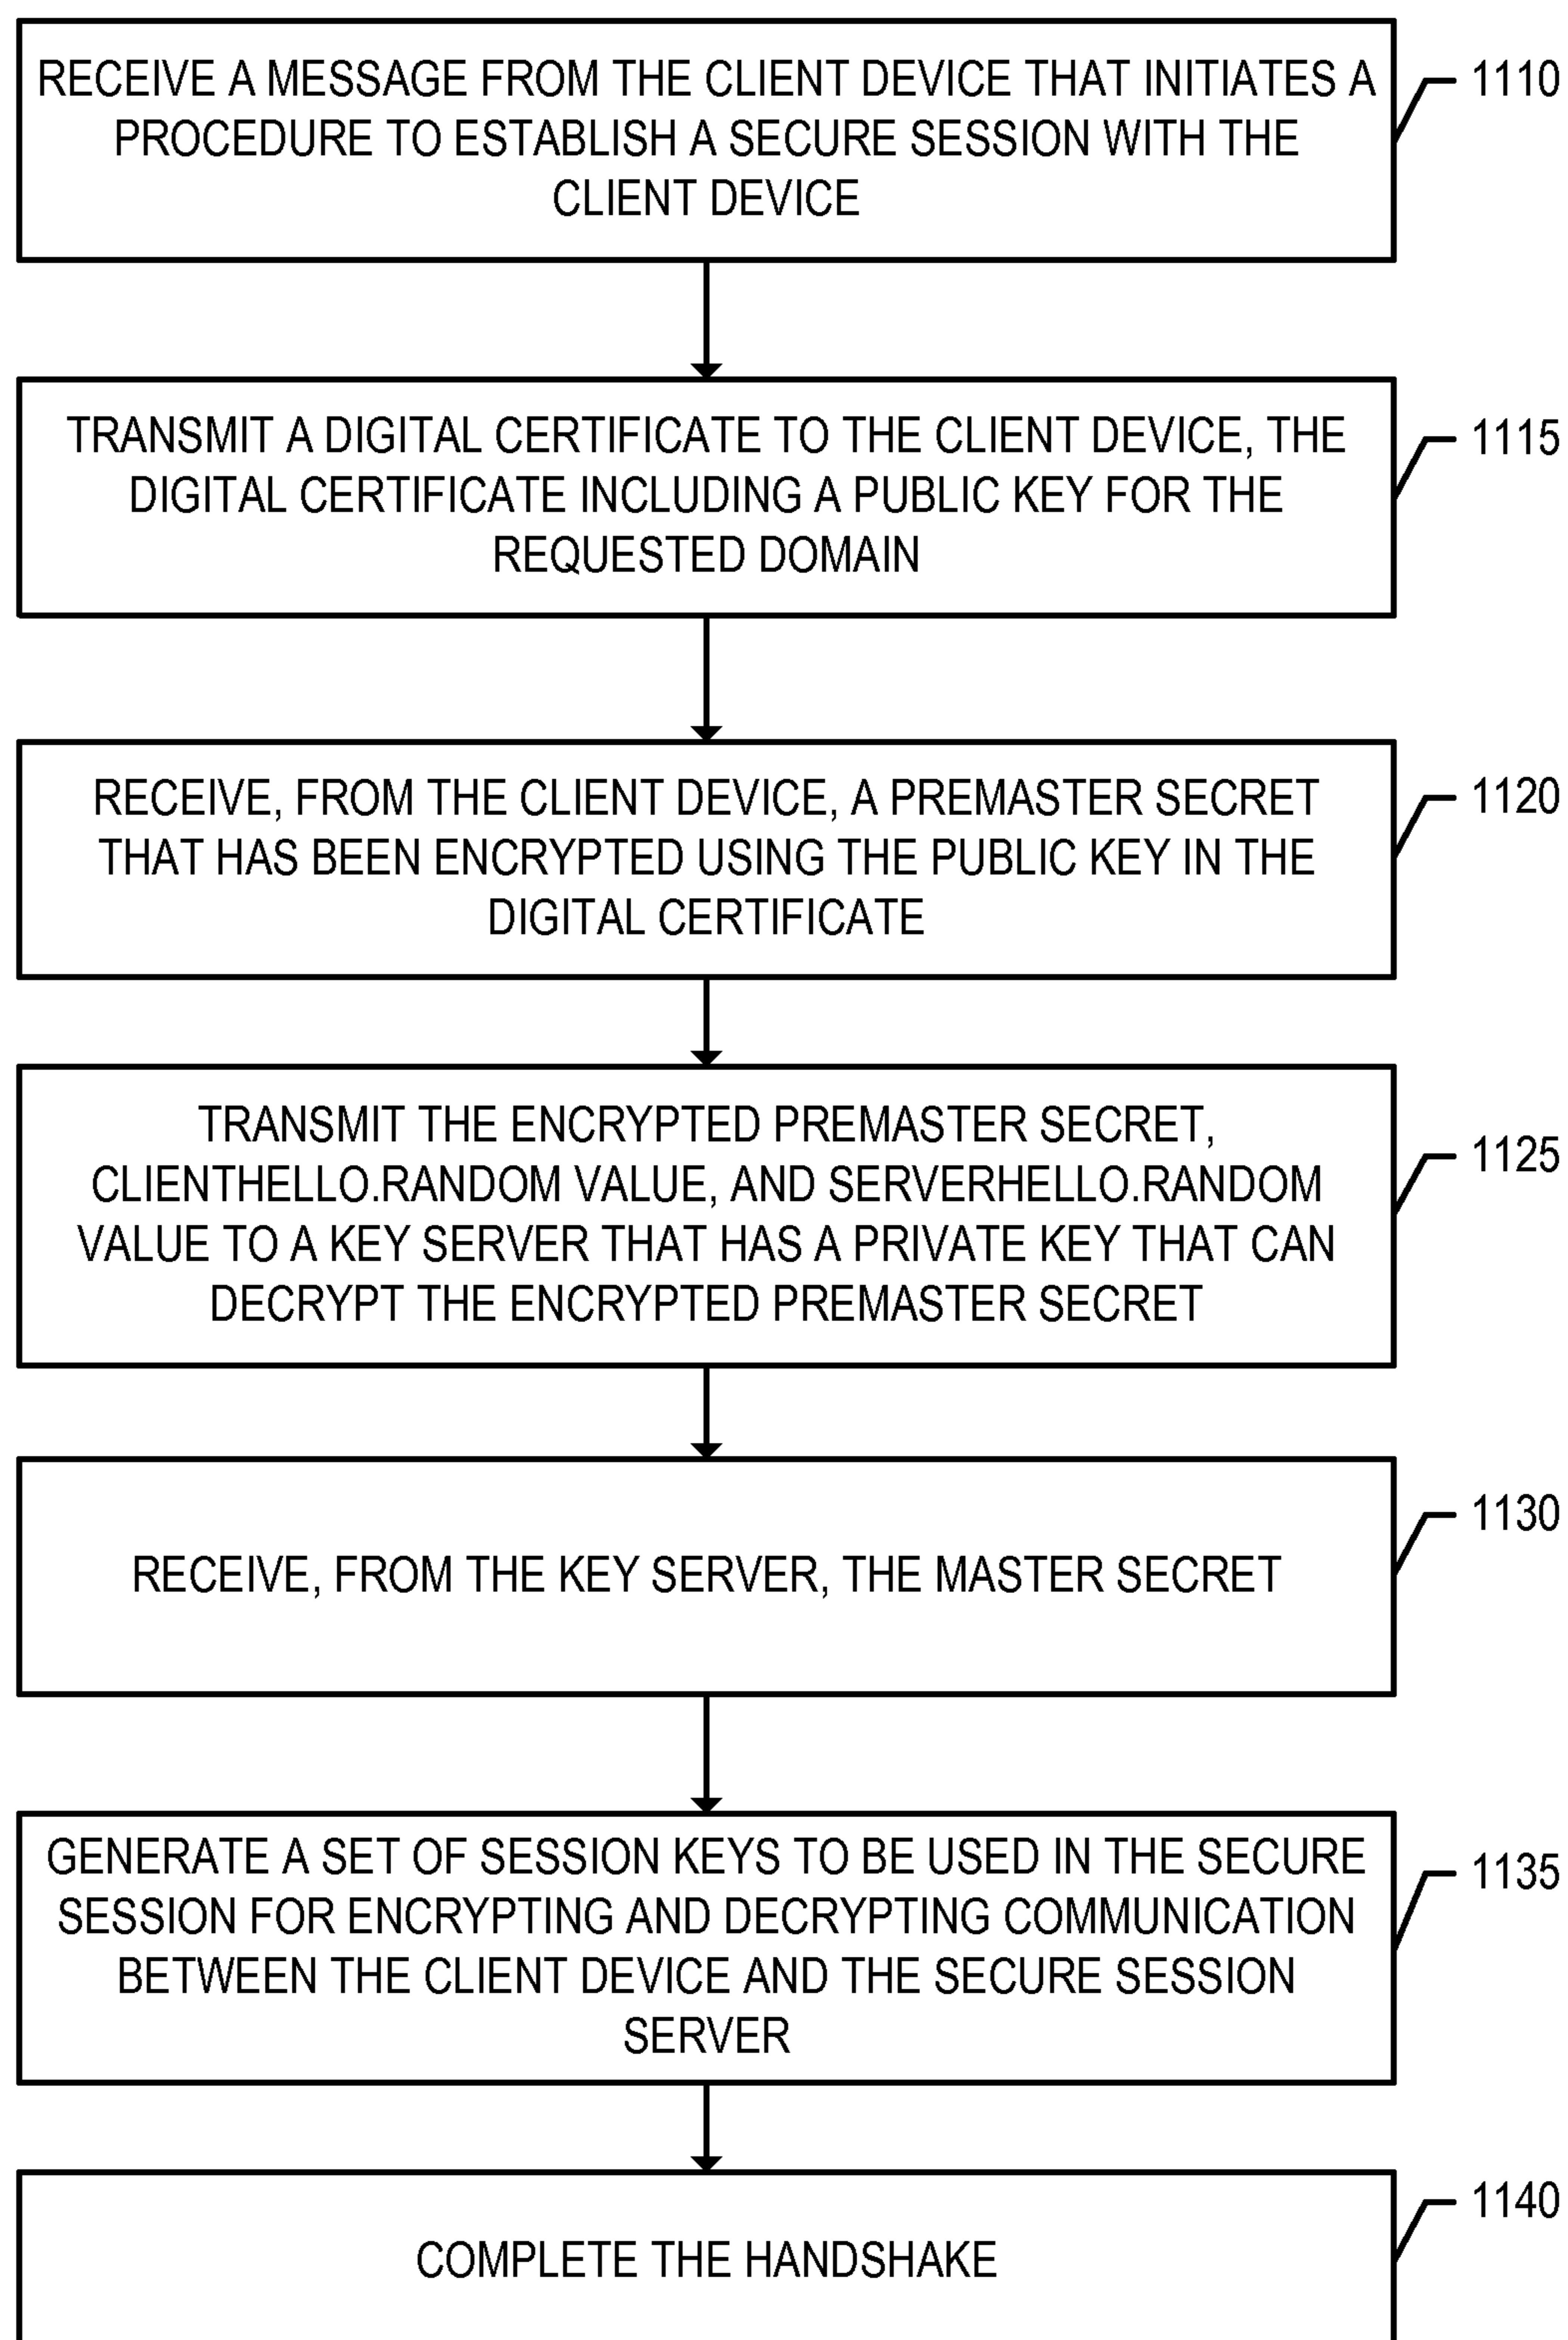 RECEIVE A MESSAGE FROM THE CLIENT DEVICE THAT INITIATES A
PROCEDURE TO ESTABLISH A SECURE SESSION WITH THE
CLIENT DEVICE
1110
TRANSMIT A DIGITAL CERTIFICATE TO THE CLIENT DEVICE, THE
DIGITAL CERTIFICATE INCLUDING A PUBLIC KEY FOR THE
REQUESTED DOMAIN
1115
RECEIVE, FROM THE CLIENT DEVICE, A PREMASTER SECRET
THAT HAS BEEN ENCRYPTED USING THE PUBLIC KEY IN THE
DIGITAL CERTIFICATE
1120
TRANSMIT THE ENCRYPTED PREMASTER SECRET,
CLIENTHELLO.RANDOM VALUE, AND SERVERHELLO.RANDOM
VALUE TO A KEY SERVER THAT HAS A PRIVATE KEY THAT CAN
DECRYPT THE ENCRYPTED PREMASTER SECRET
1125
RECEIVE, FROM THE KEY SERVER, THE MASTER SECRET
1130
GENERATE A SET OF SESSION KEYS TO BE USED IN THE SECURE
SESSION FOR ENCRYPTING AND DECRYPTING COMMUNICATION
BETWEEN THE CLIENT DEVICE AND THE SECURE SESSION
SERVER
1135
COMPLETE THE HANDSHAKE
1140